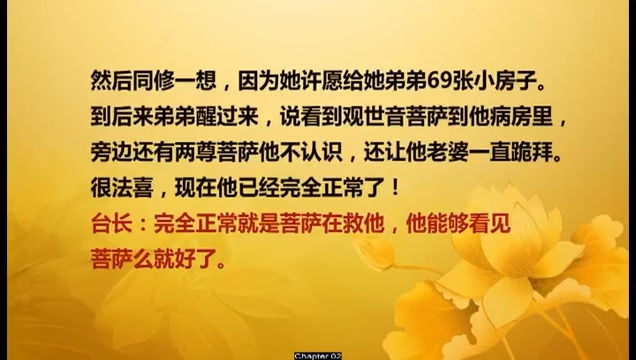 然后同修一想，因为她许愿给她弟弟69张小房子。
到后来弟弟醒过来，说看到观世音菩萨到他病房里，
旁边还有两尊菩萨他不认识，还让他老婆一直跪拜。
很法喜，现在他已经完全正常了！
台长：完全正常就是菩萨在救他，他能够看见
菩萨么就好了。
Chapter 02